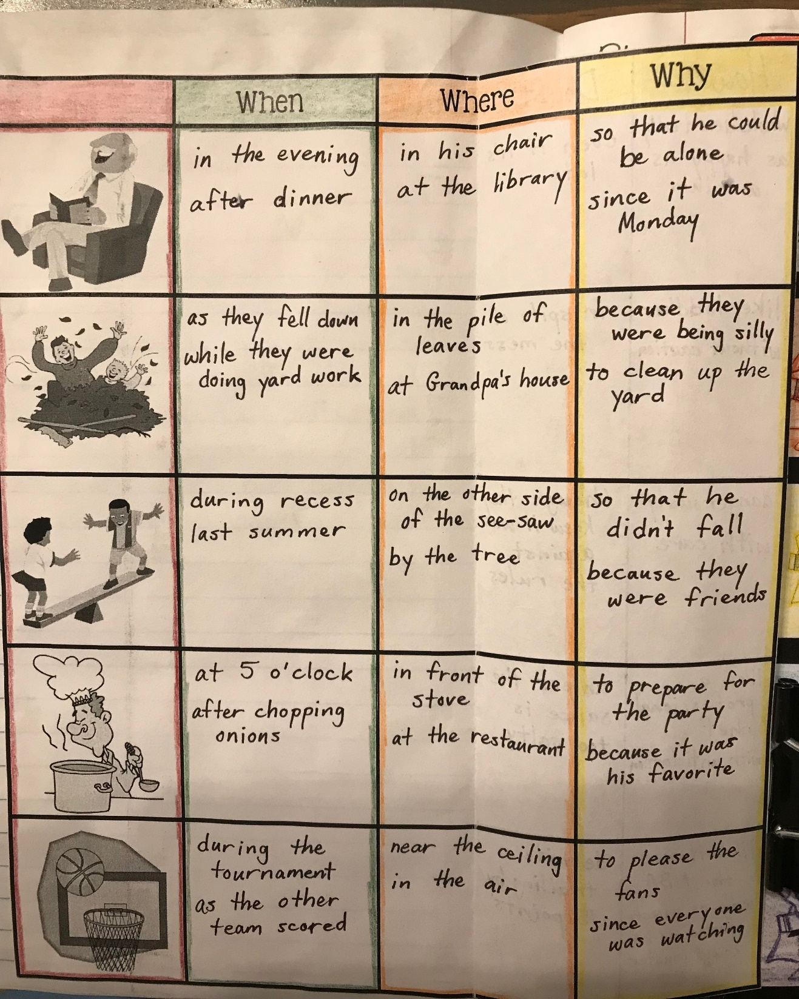 When
Where
Why
in the evening
after dinner
in his chair
at the library
so that he could
be alone
since it was
Monday
as they fell down
while they were
doing yard work
in the pile of
leaves
at Grandpa's house
because they
were being silly
to clean up the
yard
during recess
last summer
on the other side
of the see-saw
by the tree
so that he
didn't fall
because they
were friends
at 5 o'clock
after chopping
onions
in front of the
stove
at the restaurant
to prepare for
the party
because it was
his favorite
during the
tournament
as the other
team scored
near the ceiling
in the air
to please the
fans
since everyone
was watching